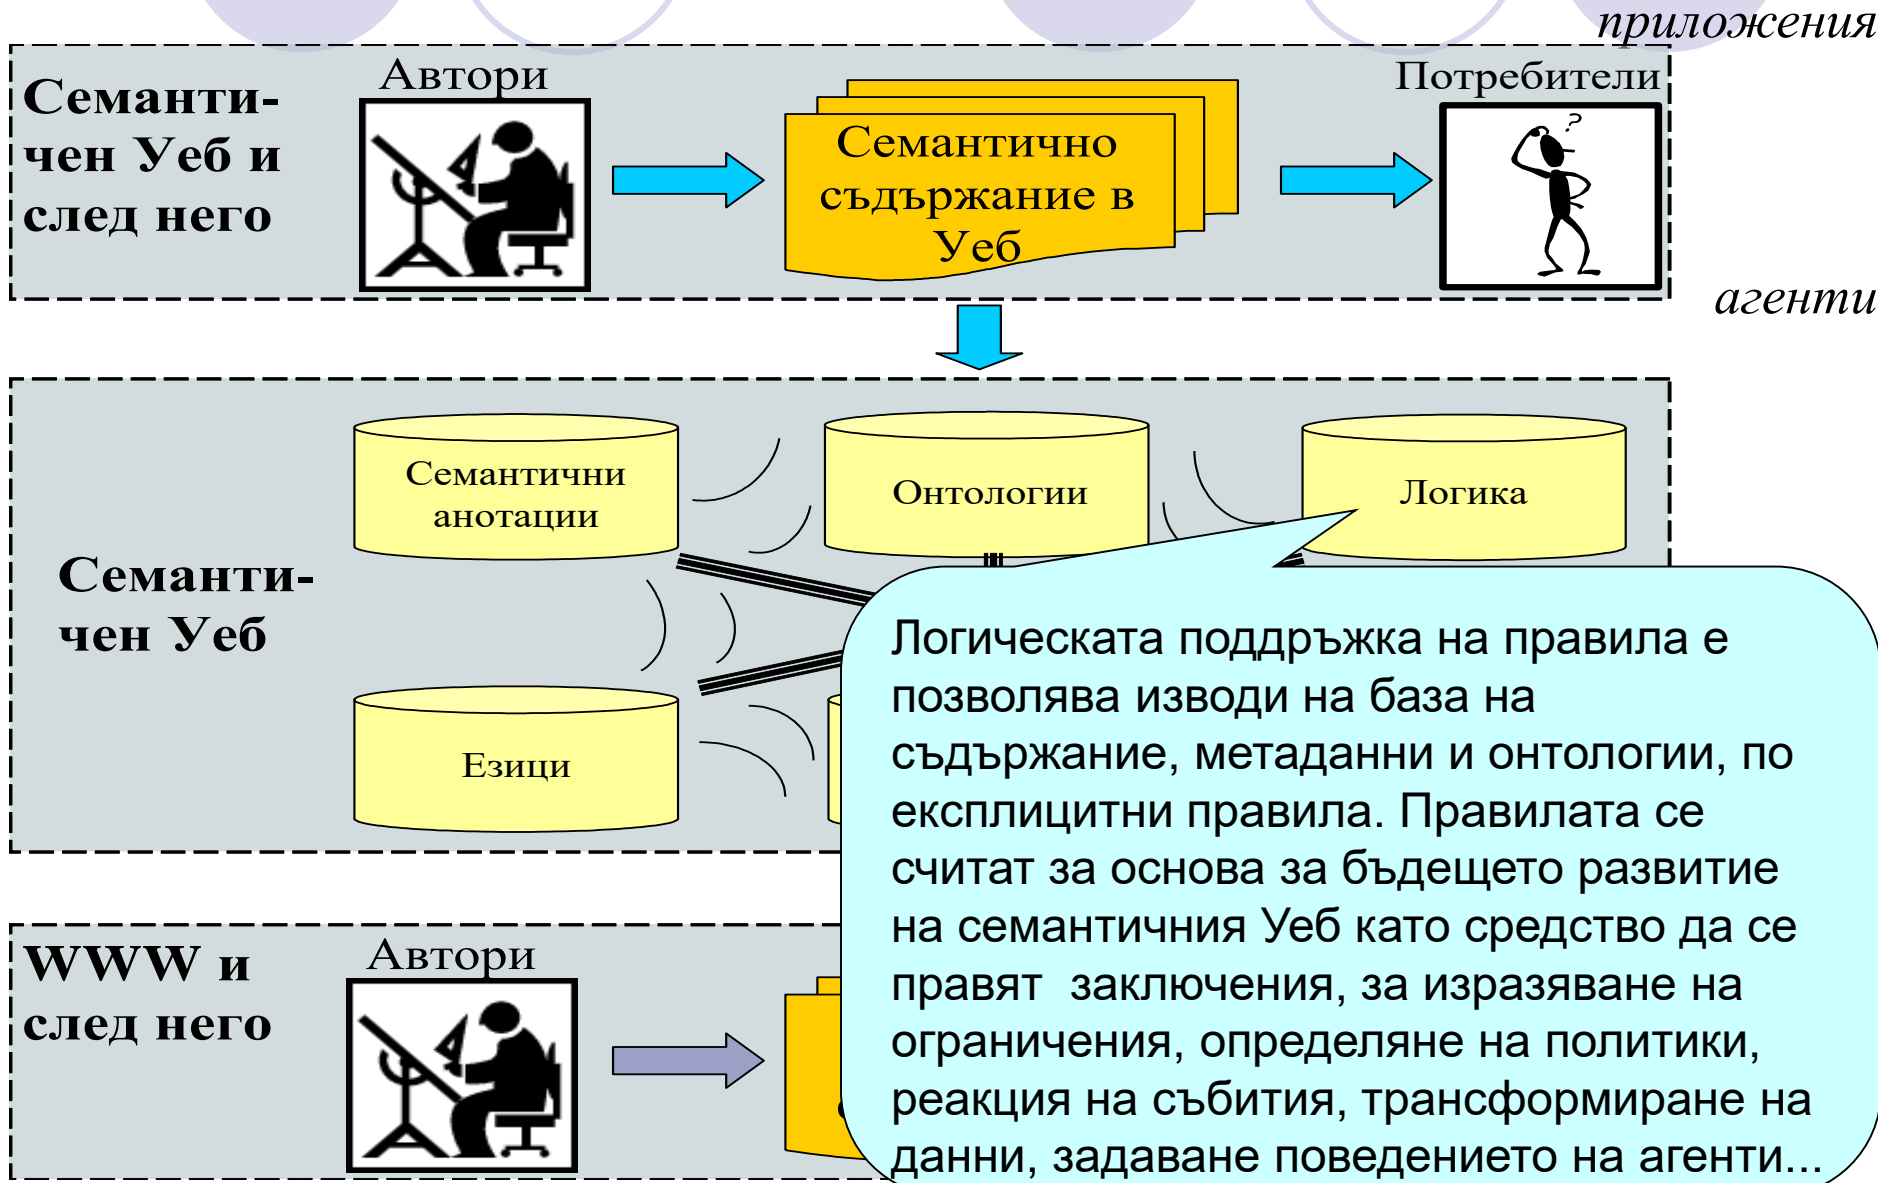 приложения
Семанти-
чен Уеб и
след него
Автори
Семантично
съдържание в
Уеб
Потребители
?
агенти
Семанти-
чен Уеб
Семантични
анотации
Онтологии
Логика
Езици
Логическата поддръжка на правила е
позволява изводи на база на
съдържание, метаданни и онтологии, по
експлицитни правила. Правилата се
считат за основа за бъдещето развитие
на семантичния Уеб като средство да се
правят  заключения, за изразяване на
ограничения, определяне на политики,
реакция на събития, трансформиране на
данни, задаване поведението на агенти...
WWW и
след него
Автори